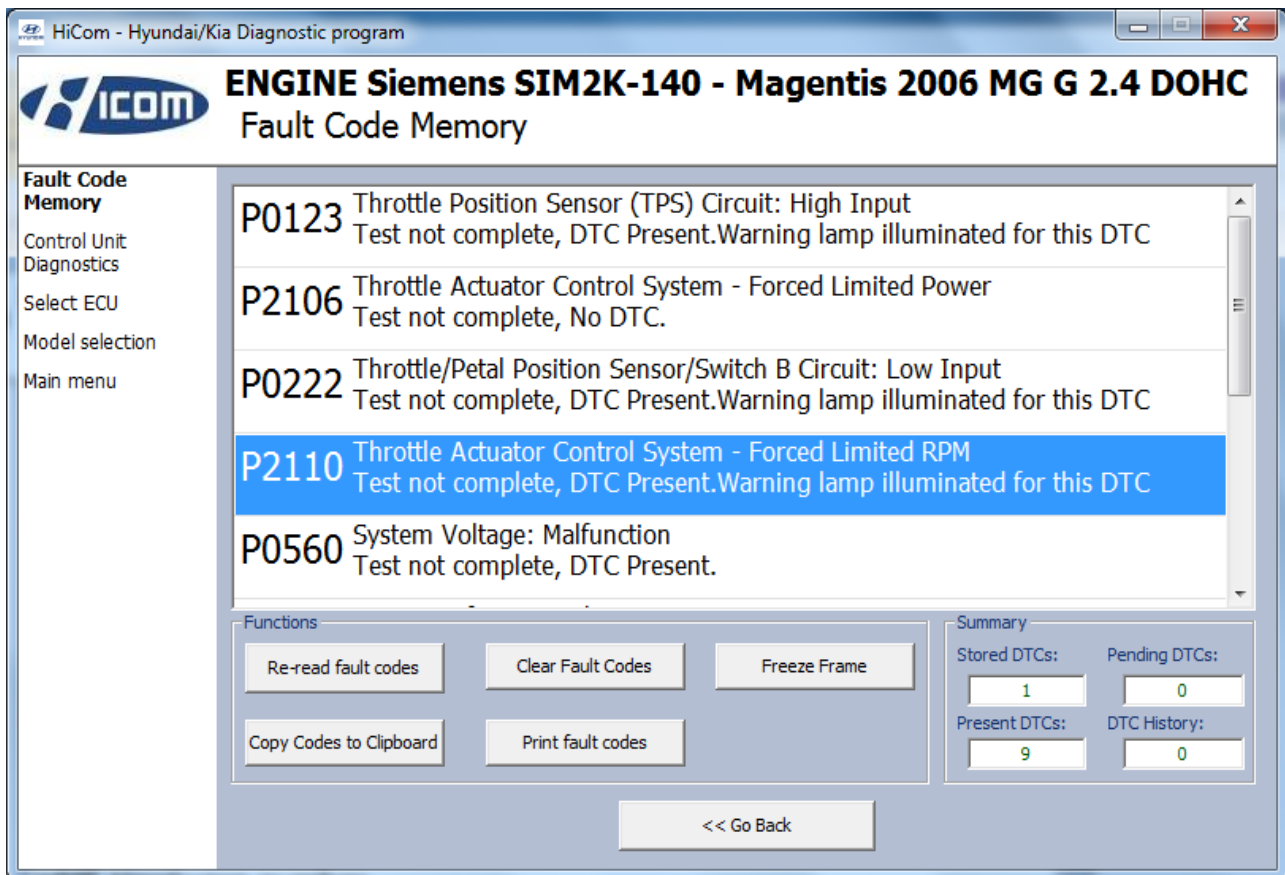 HiCom - Hyundai/Kia Diagnostic program
HICOM
ENGINE Siemens SIM2K-140 - Magentis 2006 MG G 2.4 DOHC
Fault Code Memory
Fault Code
Memory
Control Unit
Diagnostics
Select ECU
Model selection
Main menu
P0123 Throttle Position Sensor (TPS) Circuit: High Input
Test not complete, DTC Present.Warning lamp illuminated for this DTC
P2106 Throttle Actuator Control System - Forced Limited Power
Test not complete, No DTC.
P0222 Throttle/Petal Position Sensor/Switch B Circuit: Low Input
Test not complete, DTC Present.Warning lamp illuminated for this DTC
P2110 Throttle Actuator Control System - Forced Limited RPM
Test not complete, DTC Present.Warning lamp illuminated for this DTC
P0560 System Voltage: Malfunction
Test not complete, DTC Present.
Functions
Re-read fault codes
Clear Fault Codes
Freeze Frame
Copy Codes to Clipboard
Print fault codes
Summary
Stored DTCs: Pending DTCs:
1 0
Present DTCs: DTC History:
9 0
<< Go Back